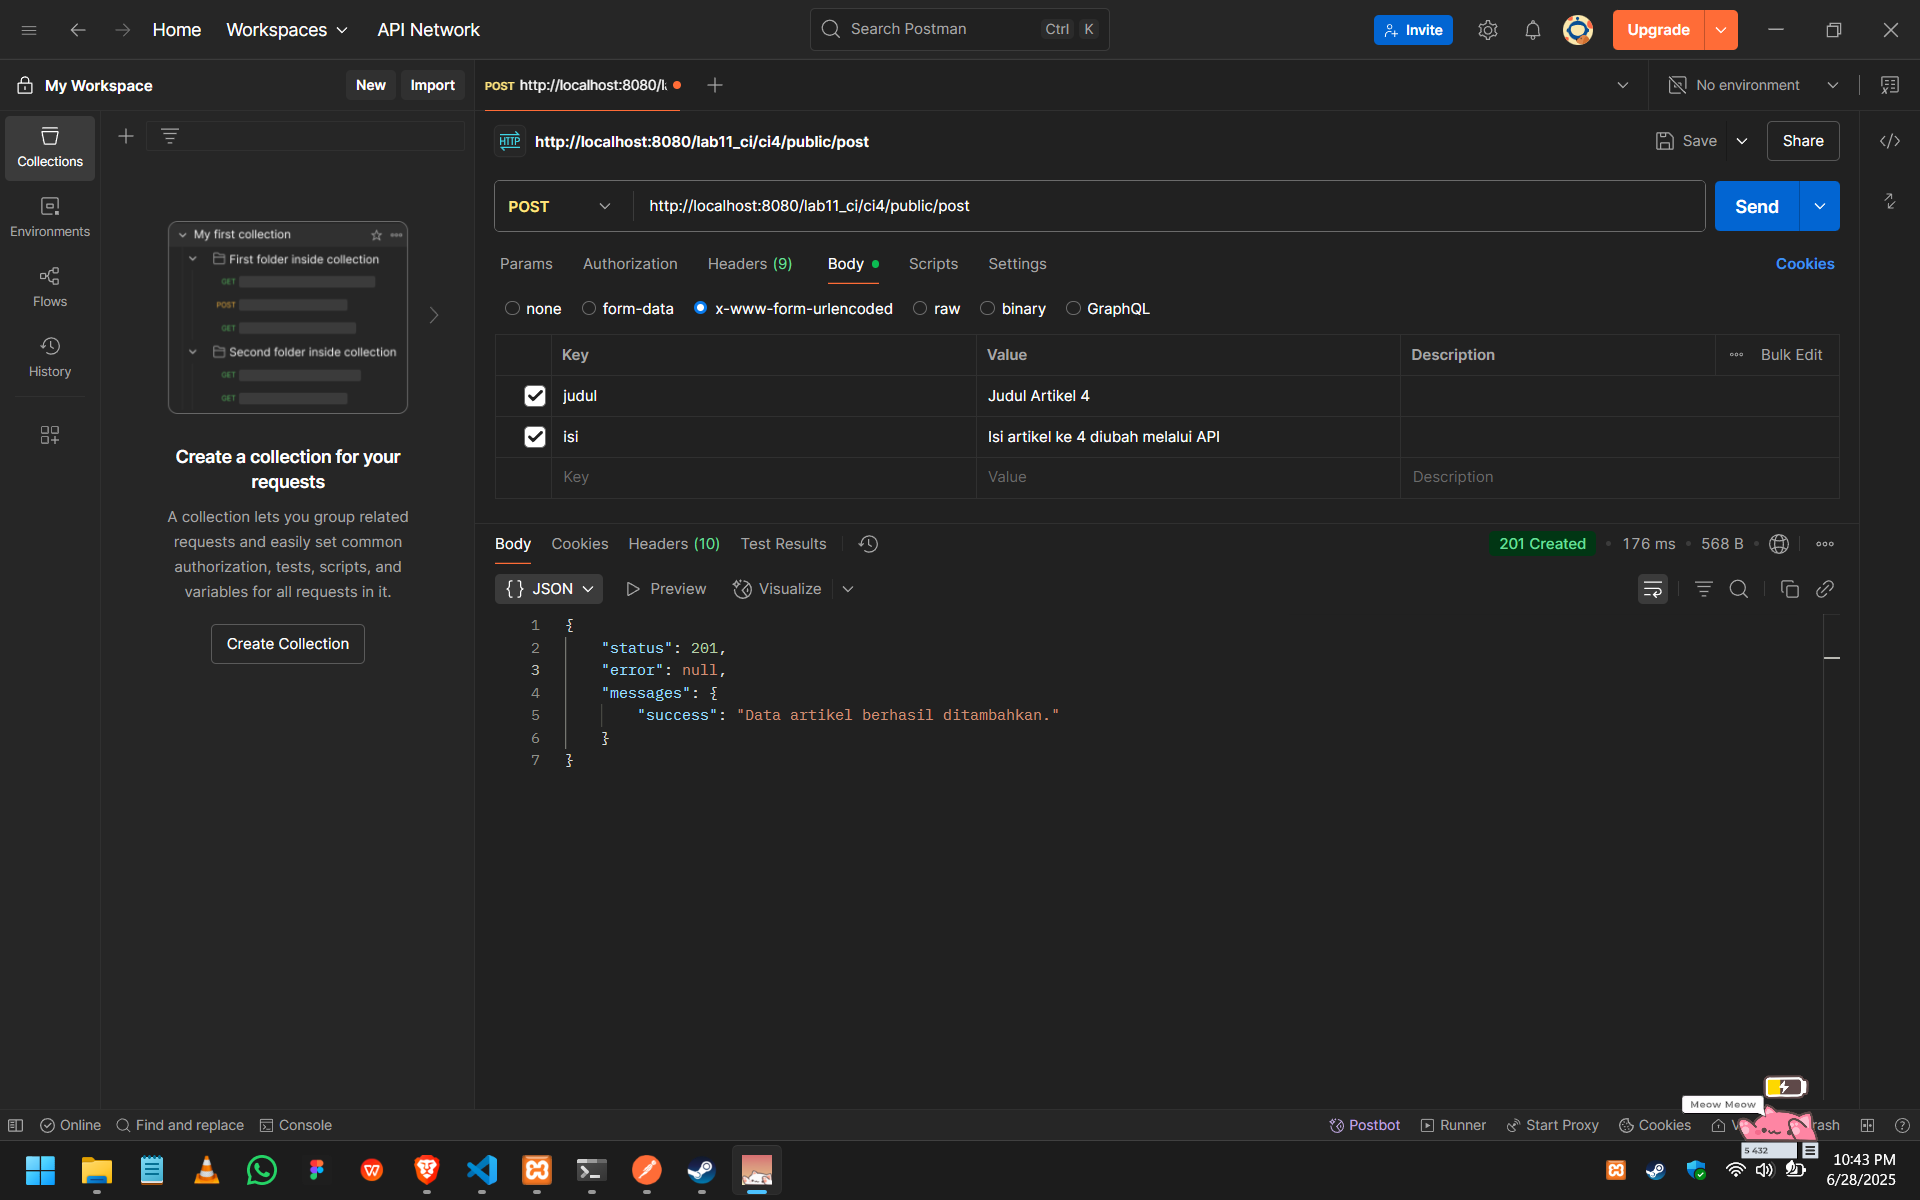 Home
Workspaces
API Network
Search Postman
Ctrl K
Invite
Upgrade
My Workspace
New
Import
POST http://localhost:8080/l
No environment
Collections
Environments
Flows
History
My first collection
First folder inside collection
GET
POST
GET
Second folder inside collection
GET
GET
Create a collection for your
requests
A collection lets you group related
requests and easily set common
authorization, tests, scripts, and
variables for all requests in it.
Create Collection
HTTP
http://localhost:8080/lab11_ci/ci4/public/post
Save
Share
POST
http://localhost:8080/lab11_ci/ci4/public/post
Send
Params
Authorization
Headers (9)
Body
Scripts
Settings
Cookies
none
form-data
x-www-form-urlencoded
raw
binary
GraphQL
Key Value Description Bulk Edit
judul Judul Artikel 4
isi Isi artikel ke 4 diubah melalui API
Key Value Description
Body
Cookies
Headers (10)
Test Results
201 Created
176 ms
568 B
{} JSON
Preview
Visualize
1 {
2 "status": 201,
3 "error": null,
4 "messages": {
5 "success": "Data artikel berhasil ditambahkan."
6 }
7 }
Meow Meow
Online
Find and replace
Console
Postbot
Runner
Start Proxy
Cookies
V
rash
5 432
10:43 PM
6/28/2025